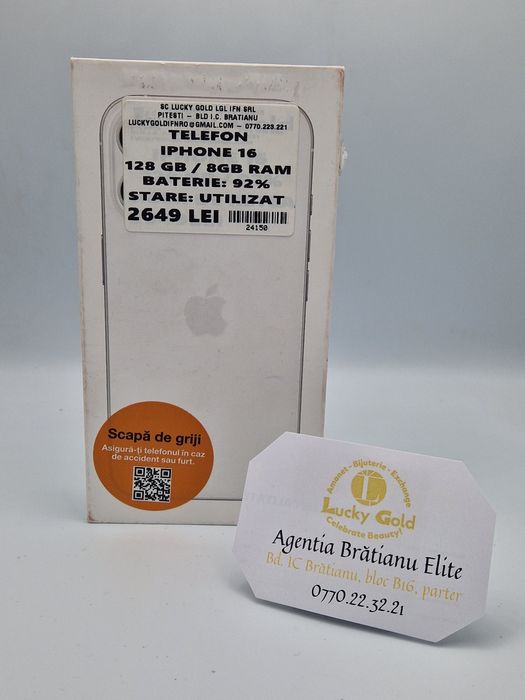 SC LUCKY GOLD LGL IFN SRL
PITESTI - BLD I.C. BRATIANU
LUCKYGOLDIFNRO@GMAIL.COM - 0770.223.221
TELEFON
IPHONE 16
128 GB / 8GB RAM
BATERIE: 92%
STARE: UTILIZAT
2649 LEI
24150
Scapă de griji
Asigură-ți telefonul în caz
de accident sau furt.
Amanet - Bijuterie - Exchange
Lucky Gold
Celebrate Beauty!
Agentia Brătianu Elite
Bd. IC Brătianu, bloc B16, parter
0770.22.32.21